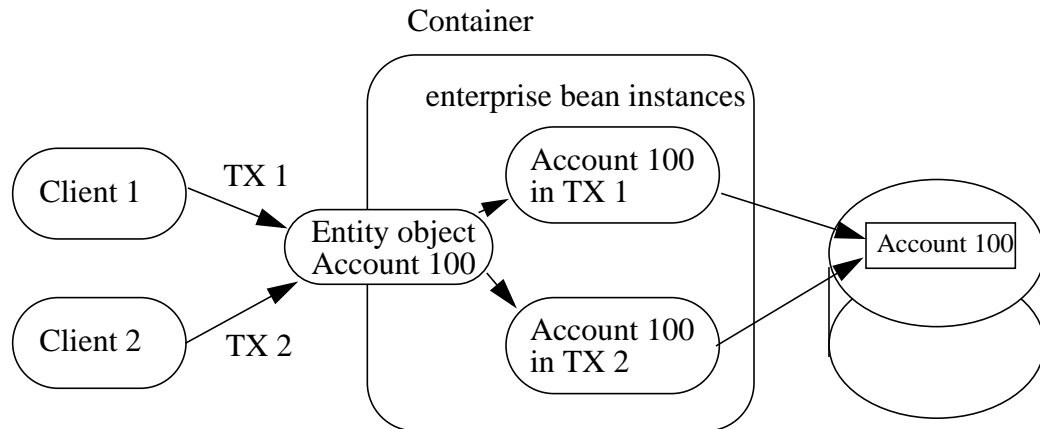 Container
enterprise bean instances
Client 1
TX 1
Entity object
Account 100
Account 100
in TX 1
Account 100
Client 2
TX 2
Account 100
in TX 2